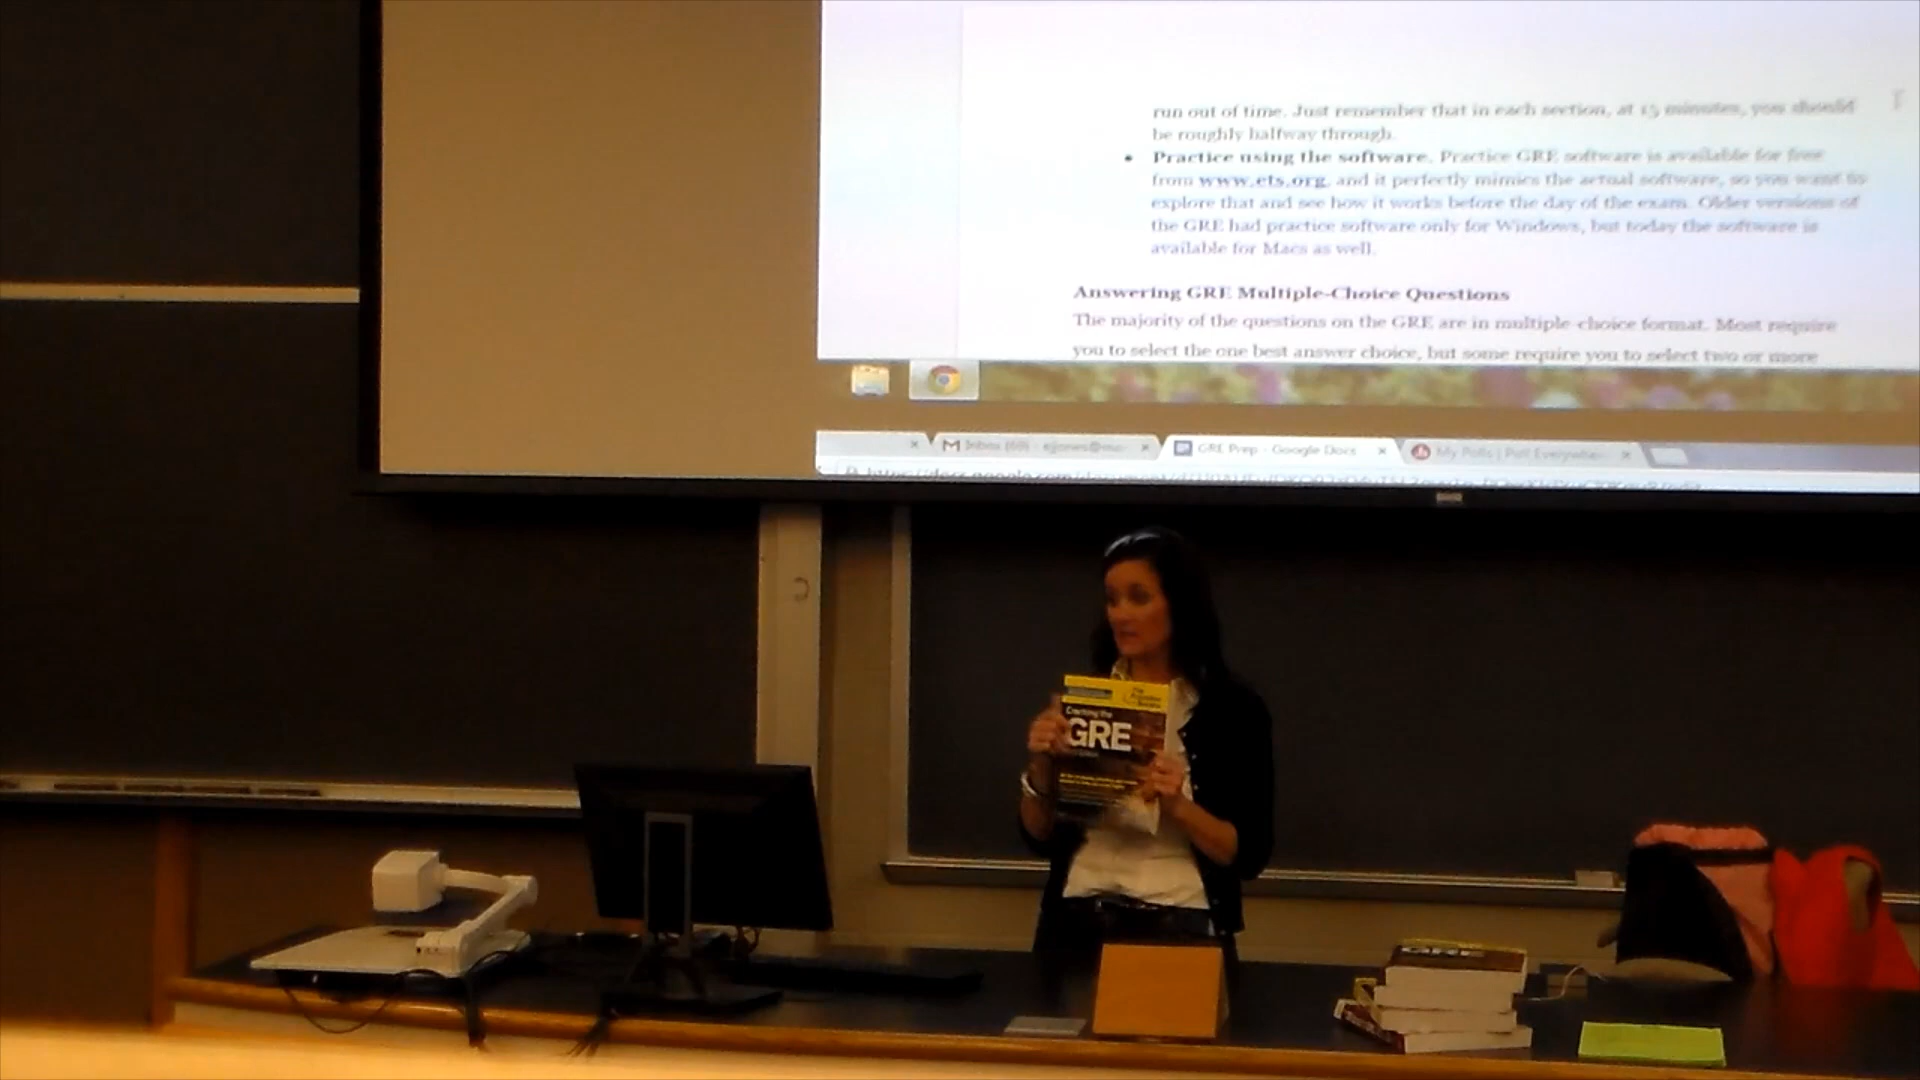 run out of time. Just remember that in each section, at 15 minutes, you should
be roughly halfway through.
• Practice using the software. Practice GRE software is available for free
from www.ets.org, and it perfectly mimics the actual software, so you want to
explore that and see how it works before the day of the exam. Older versions of
the GRE had practice software only for Windows, but today the software is
available for Macs as well.
Answering GRE Multiple-Choice Questions
The majority of the questions on the GRE are in multiple-choice format. Most require
you to select the one best answer choice, but some require you to select two or more
GRE Prep - Google Docs
My Polls | Poll Everywhe
The
Princeton
Review
Cracking the
GRE
GRE